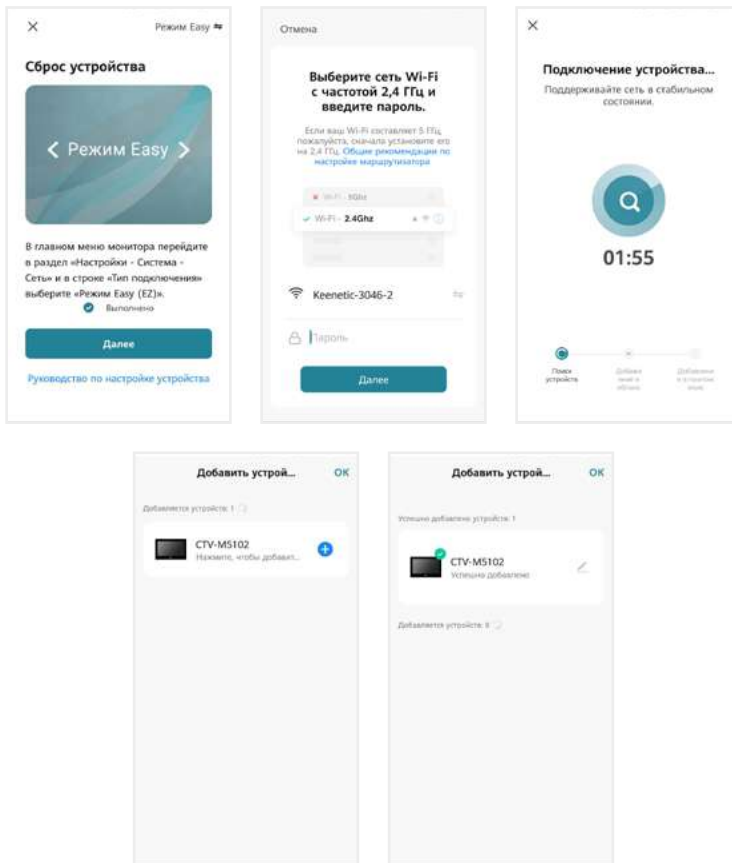 Режим Easy
Сброс устройства
Режим Easy
В главном меню монитора перейдите
в раздел «Настройки - Система -
Сеть» и в строке «Тип подключения»
выберите «Режим Easy (EZ)».
Выполнено
Далее
Руководство по настройке устройства
Отмена
Выберите сеть Wi-Fi
с частотой 2,4 ГГц и
введите пароль.
Если ваш Wi-Fi составляет 5 ГГц,
пожалуйста, сначала установите его
на 2,4 ГГц. Общие рекомендации по
настройке маршрутизатора
Wi-Fi - 5Ghz
Wi-Fi - 2.4Ghz
Keenetic-3046-2
Пароль
Далее
Подключение устройства...
Поддерживайте сеть в стабильном
состоянии.
01:55
Поиск
устройств
Добавить устрой...
OK
Добавляется устройств: 1
CTV-M5102
Нажмите, чтобы добавит...
Добавить устрой...
OK
Успешно добавлено устройств: 1
CTV-M5102
Успешно добавлено
Добавляется устройств: 0